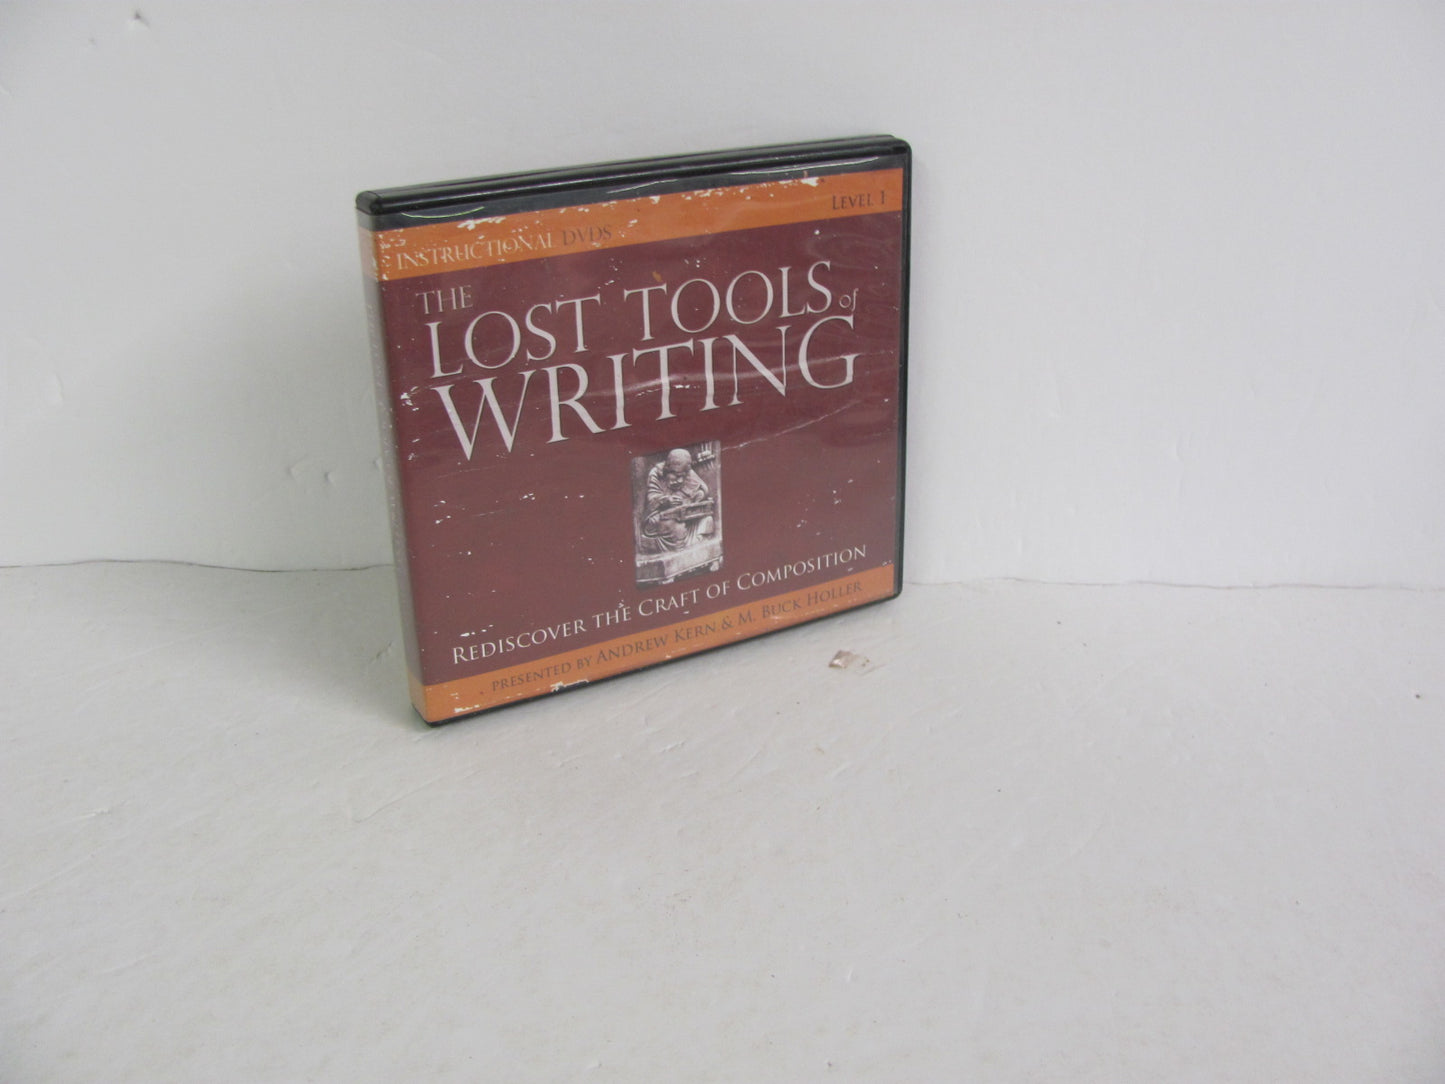 INSTRUCTIONAL DVDS
LEVEL 1
THE
LOST TOOLS of
WRITING
REDISCOVER THE CRAFT OF COMPOSITION
PRESENTED BY ANDREW KERN & M. BUCK HOLLER